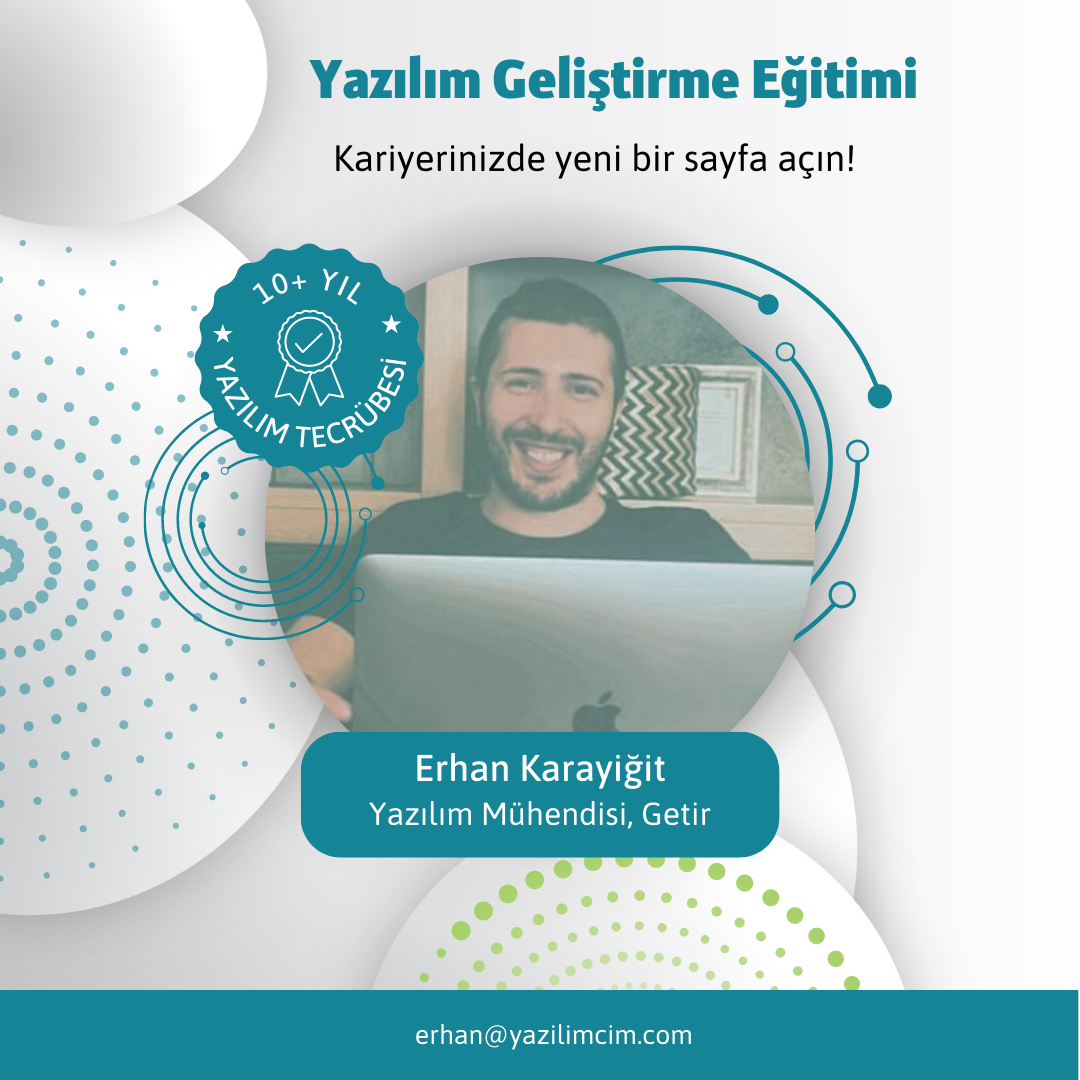 Yazılım Geliştirme Eğitimi
Kariyerinizde yeni bir sayfa açın!
10+ YIL
YAZILIM TECRÜBESİ
Erhan Karayiğit
Yazılım Mühendisi, Getir
erhan@yazilimcim.com